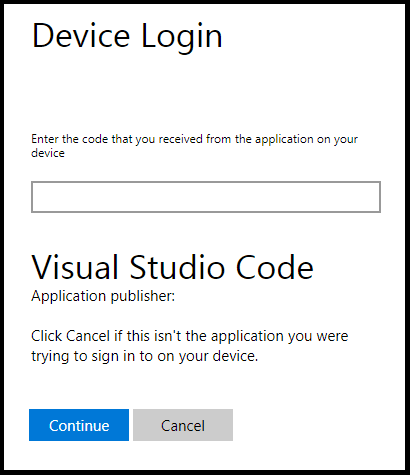 Device Login
Enter the code that you received from the application on your
device
Visual Studio Code
Application publisher:
Click Cancel if this isn't the application you were
trying to sign in to on your device.
Continue
Cancel